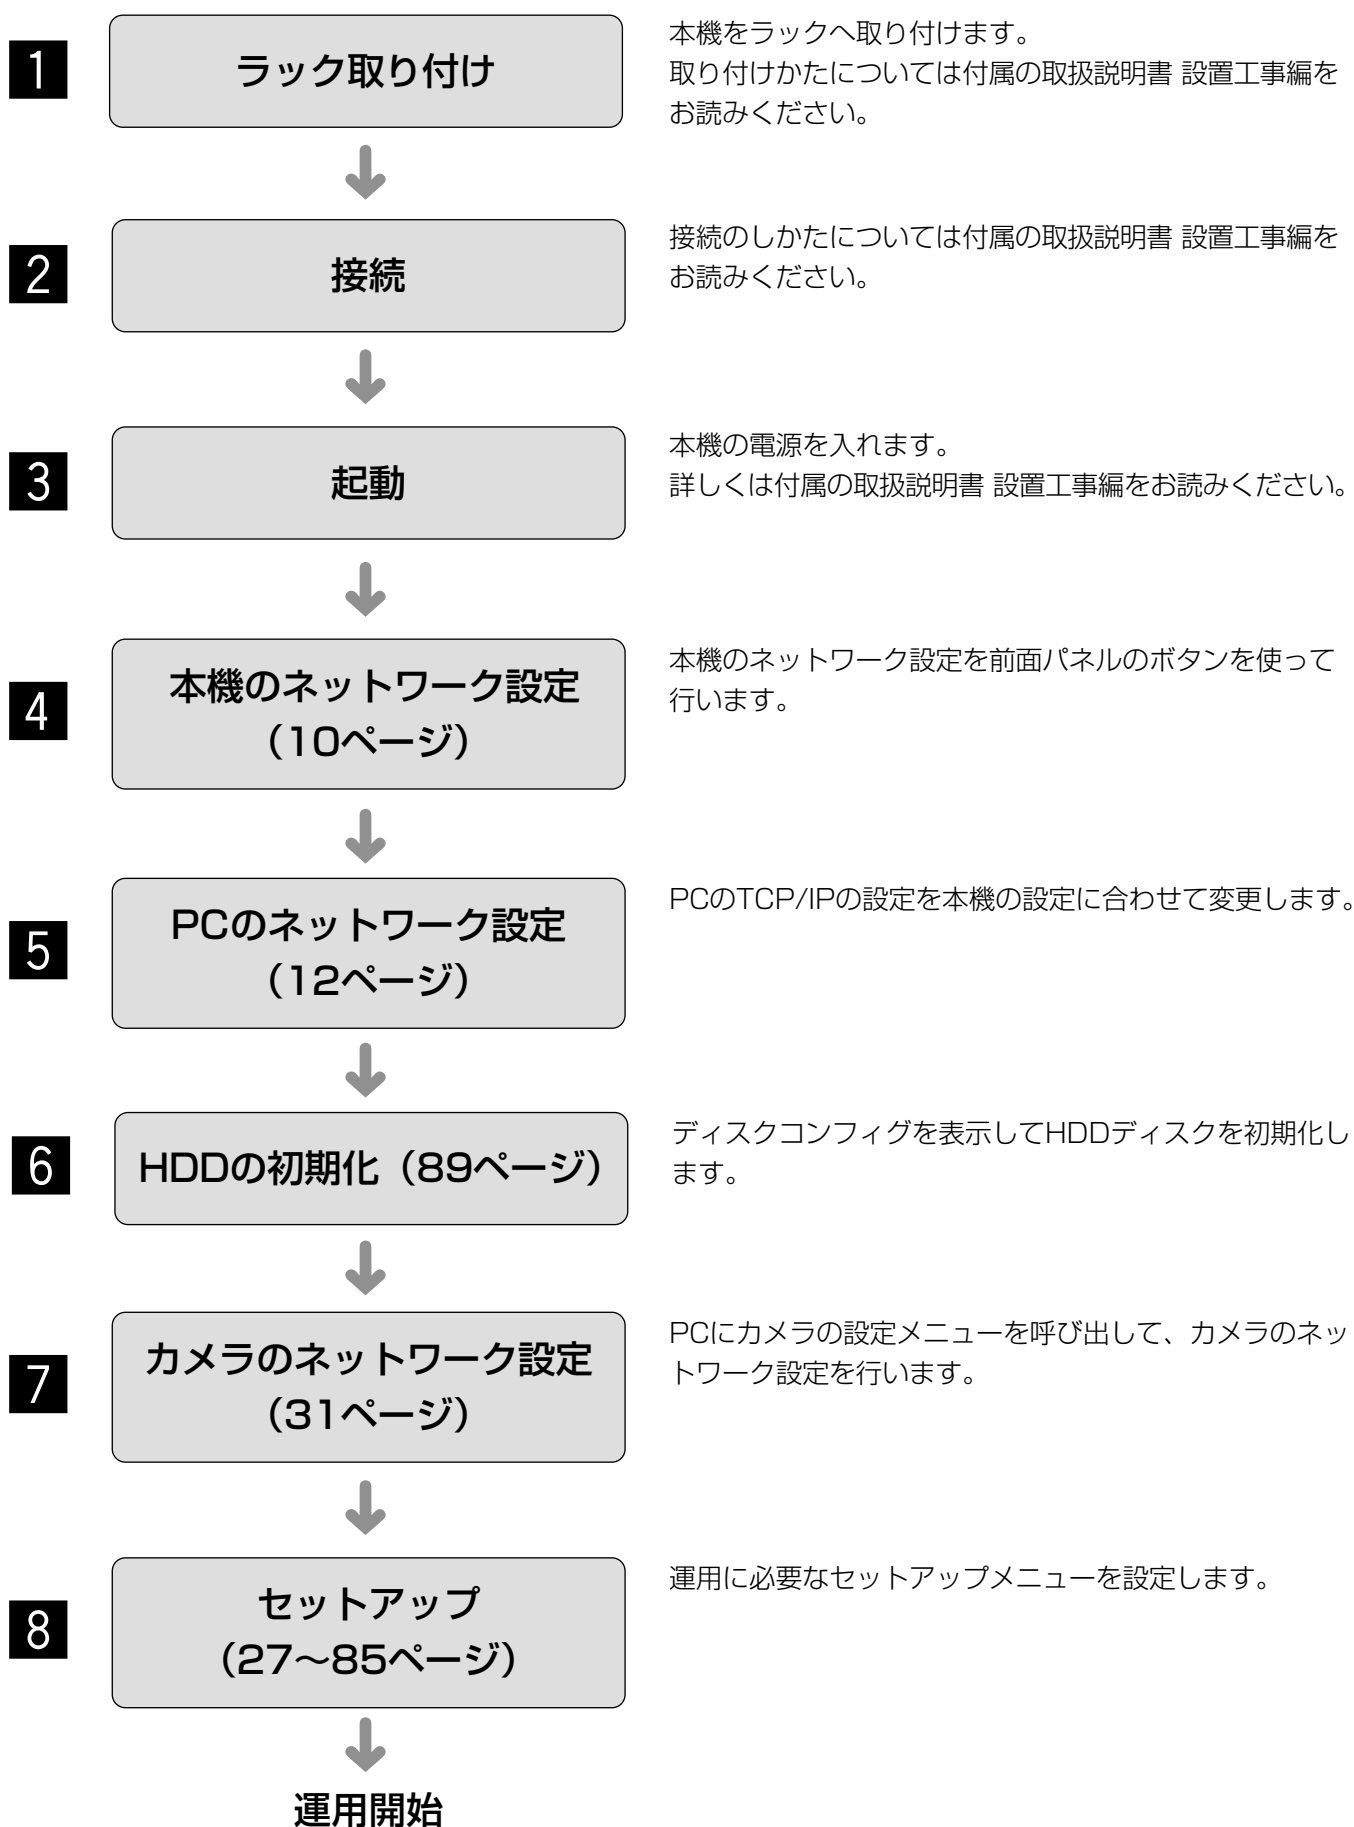 1
ラック取り付け
本機をラックへ取り付けます。
取り付けかたについては付属の取扱説明書 設置工事編を
お読みください。
2
接続
接続のしかたについては付属の取扱説明書 設置工事編を
お読みください。
3
起動
本機の電源を入れます。
詳しくは付属の取扱説明書 設置工事編をお読みください。
4
本機のネットワーク設定
（10ページ）
本機のネットワーク設定を前面パネルのボタンを使って
行います。
5
PCのネットワーク設定
（12ページ）
PCのTCP/IPの設定を本機の設定に合わせて変更します。
6
HDDの初期化（89ページ）
ディスクコンフィグを表示してHDDディスクを初期化し
ます。
7
カメラのネットワーク設定
（31ページ）
PCにカメラの設定メニューを呼び出して、カメラのネッ
トワーク設定を行います。
8
セットアップ
（27〜85ページ）
運用に必要なセットアップメニューを設定します。
運用開始